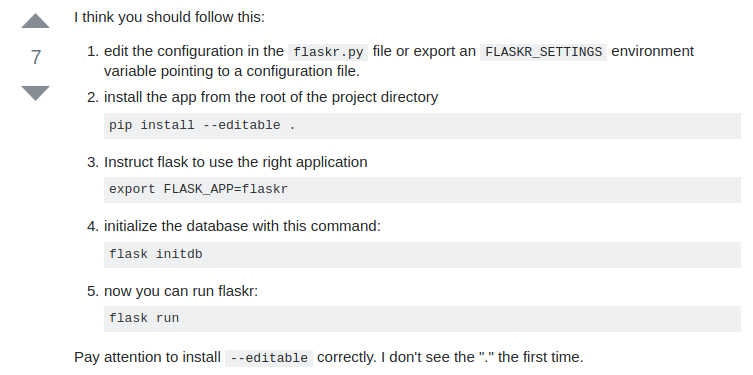 I think you should follow this:
7
1. edit the configuration in the flaskr.py file or export an FLASKR_SETTINGS environment
variable pointing to a configuration file.
2. install the app from the root of the project directory
pip install --editable .
3. Instruct flask to use the right application
export FLASK_APP=flaskr
4. initialize the database with this command:
flask initdb
5. now you can run flaskr:
flask run
Pay attention to install --editable correctly. I don't see the "." the first time.